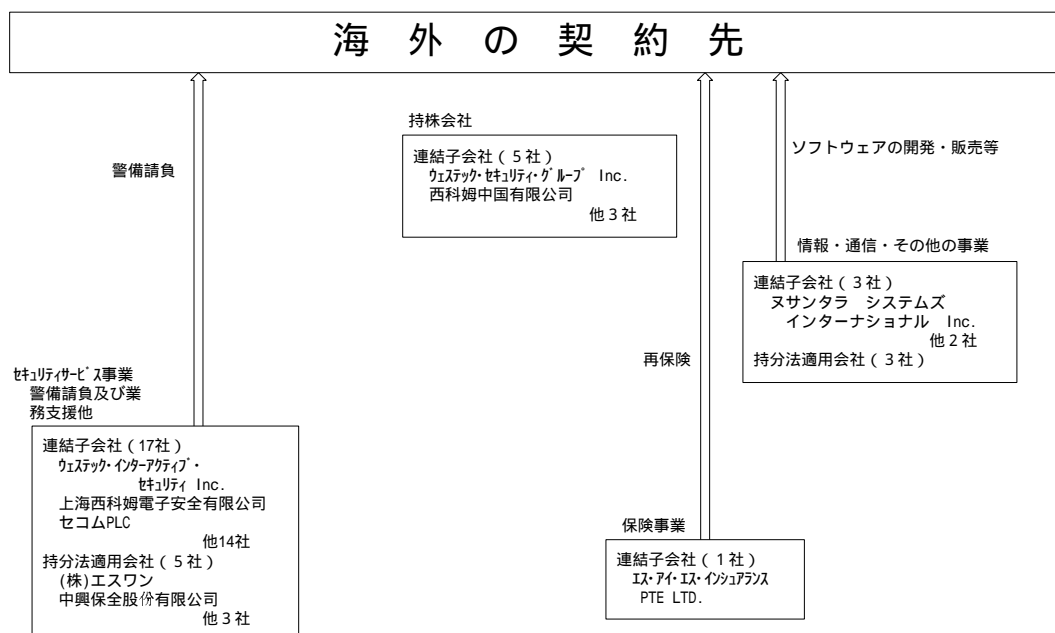 海外の契約先
警備請負
持株会社
連結子会社(5社)
ウェステック・セキュリティ・グループ Inc.
西科姆中国有限公司
他3社
ソフトウェアの開発・販売等
情報・通信・その他の事業
連結子会社(3社)
ヌサンタラ システムズ
インターナショナル Inc.
他2社
持分法適用会社(3社)
再保険
セキュリティサービス事業
警備請負及び業
務支援他
連結子会社(17社)
ウェステック・インターアクティブ・
セキュリティ Inc.
上海西科姆電子安全有限公司
セコムPLC
他14社
持分法適用会社(5社)
(株)エスワン
中興保全股份有限公司
他3社
保険事業
連結子会社(1社)
エス・アイ・エス・インシュアランス
PTE LTD.